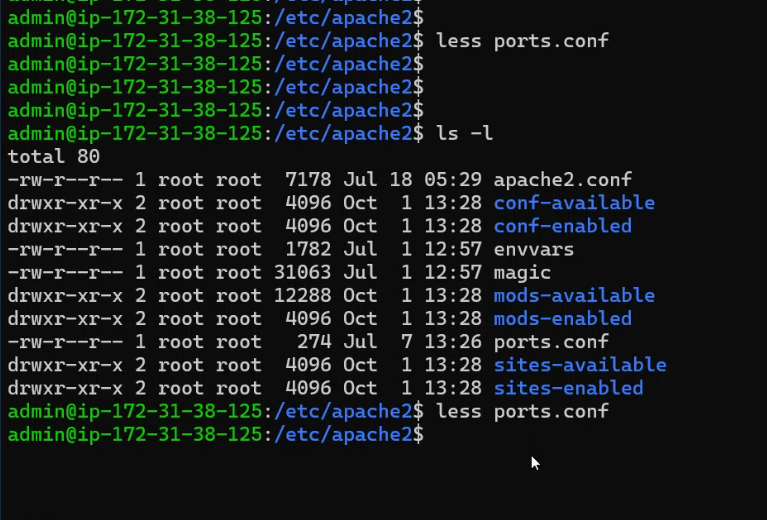 admin@ip-172-31-38-125:/etc/apache2$
admin@ip-172-31-38-125:/etc/apache2$ less ports.conf
admin@ip-172-31-38-125:/etc/apache2$
admin@ip-172-31-38-125:/etc/apache2$
admin@ip-172-31-38-125:/etc/apache2$
admin@ip-172-31-38-125:/etc/apache2$ ls -l
total 80
-rw-r--r-- 1 root root  7178 Jul 18 05:29 apache2.conf
drwxr-xr-x 2 root root  4096 Oct  1 13:28 conf-available
drwxr-xr-x 2 root root  4096 Oct  1 13:28 conf-enabled
-rw-r--r-- 1 root root  1782 Jul  1 12:57 envvars
-rw-r--r-- 1 root root 31063 Jul  1 12:57 magic
drwxr-xr-x 2 root root 12288 Oct  1 13:28 mods-available
drwxr-xr-x 2 root root  4096 Oct  1 13:28 mods-enabled
-rw-r--r-- 1 root root   274 Jul  7 13:26 ports.conf
drwxr-xr-x 2 root root  4096 Oct  1 13:28 sites-available
drwxr-xr-x 2 root root  4096 Oct  1 13:28 sites-enabled
admin@ip-172-31-38-125:/etc/apache2$ less ports.conf
admin@ip-172-31-38-125:/etc/apache2$